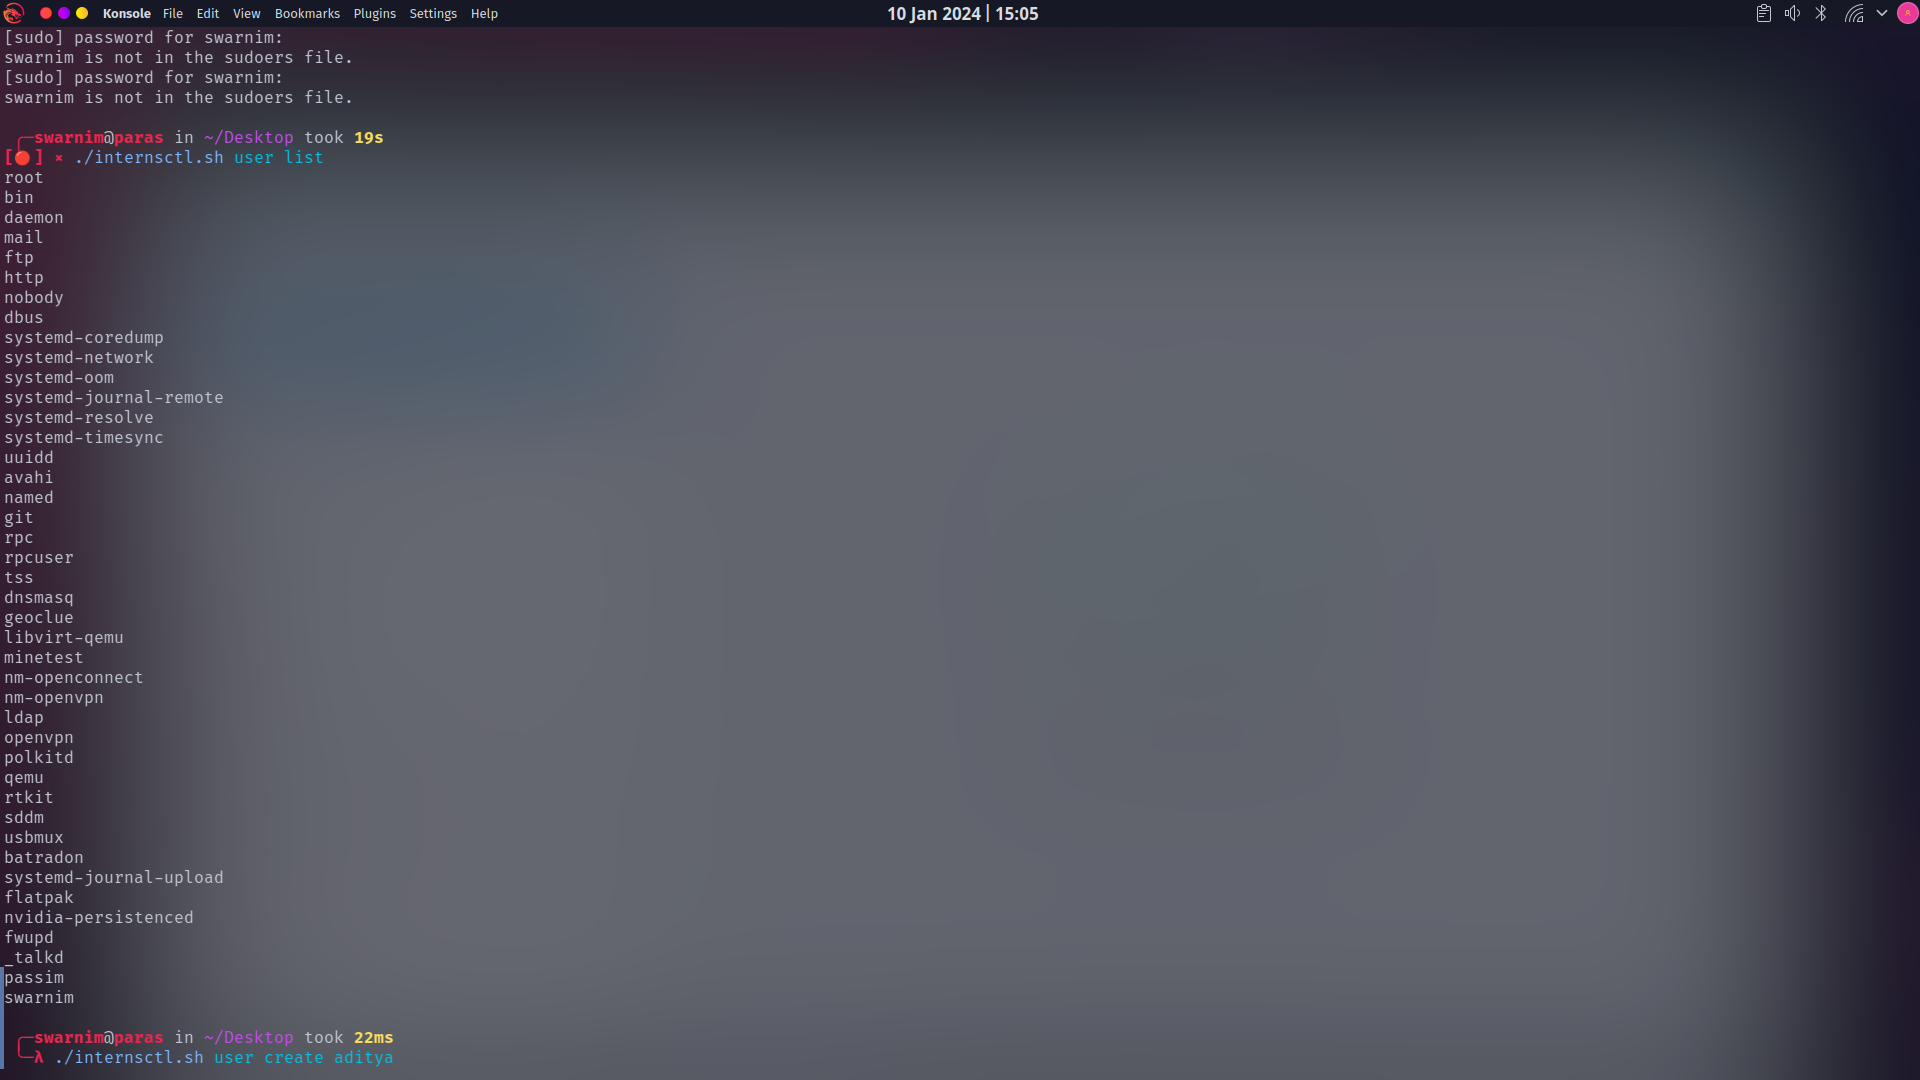 Konsole File Edit View Bookmarks Plugins Settings Help
10 Jan 2024 | 15:05
[sudo] password for swarnim:
swarnim is not in the sudoers file.
[sudo] password for swarnim:
swarnim is not in the sudoers file.
╭─swarnim@paras in ~/Desktop took 19s
[🔴] × ./internsctl.sh user list
root
bin
daemon
mail
ftp
http
nobody
dbus
systemd-coredump
systemd-network
systemd-oom
systemd-journal-remote
systemd-resolve
systemd-timesync
uuidd
avahi
named
git
rpc
rpcuser
tss
dnsmasq
geoclue
libvirt-qemu
minetest
nm-openconnect
nm-openvpn
ldap
openvpn
polkitd
qemu
rtkit
sddm
usbmux
batradon
systemd-journal-upload
flatpak
nvidia-persistenced
fwupd
_talkd
passim
swarnim
╭─swarnim@paras in ~/Desktop took 22ms
╰─λ ./internsctl.sh user create aditya